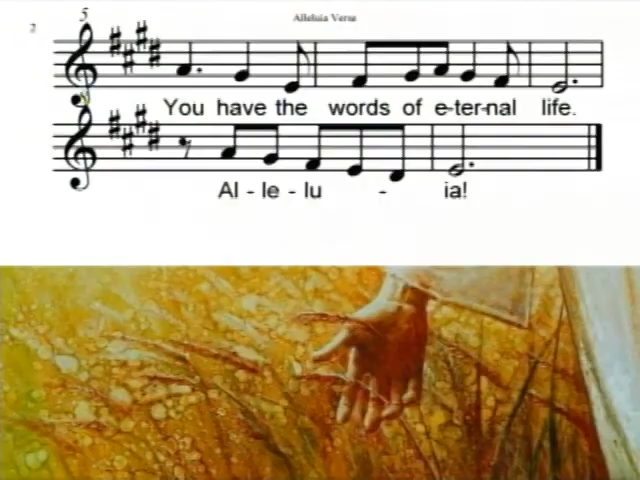 Alleluia Verse
2
5
You have the words of e-ter-nal life.
Al - le - lu - ia!